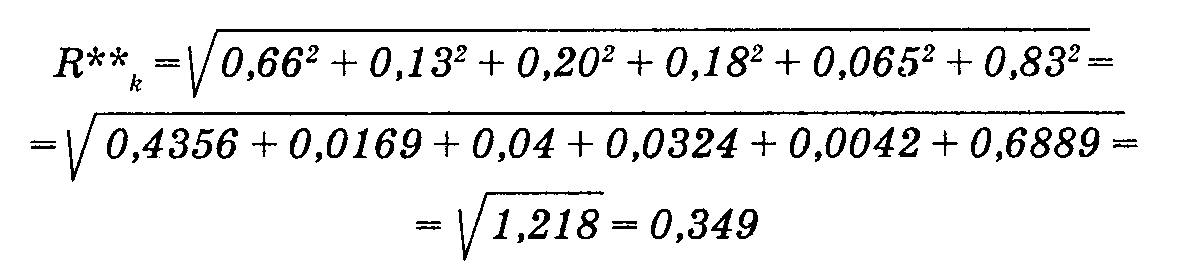 R**ₖ = √0,66² + 0,13² + 0,20² + 0,18² + 0,065² + 0,83² =
= √0,4356 + 0,0169 + 0,04 + 0,0324 + 0,0042 + 0,6889 =
= √1,218 = 0,349